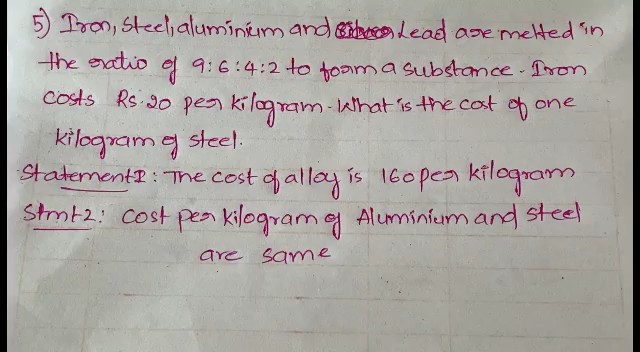 5) Iron, steel, aluminium and Lead are melted in
the ratio of 9:6:4:2 to form a substance. Iron
costs Rs. 20 per kilogram. What is the cost of one
kilogram of steel.
Statement I: The cost of alloy is 160 per kilogram
Stmt 2: cost per kilogram of Aluminium and steel
are same